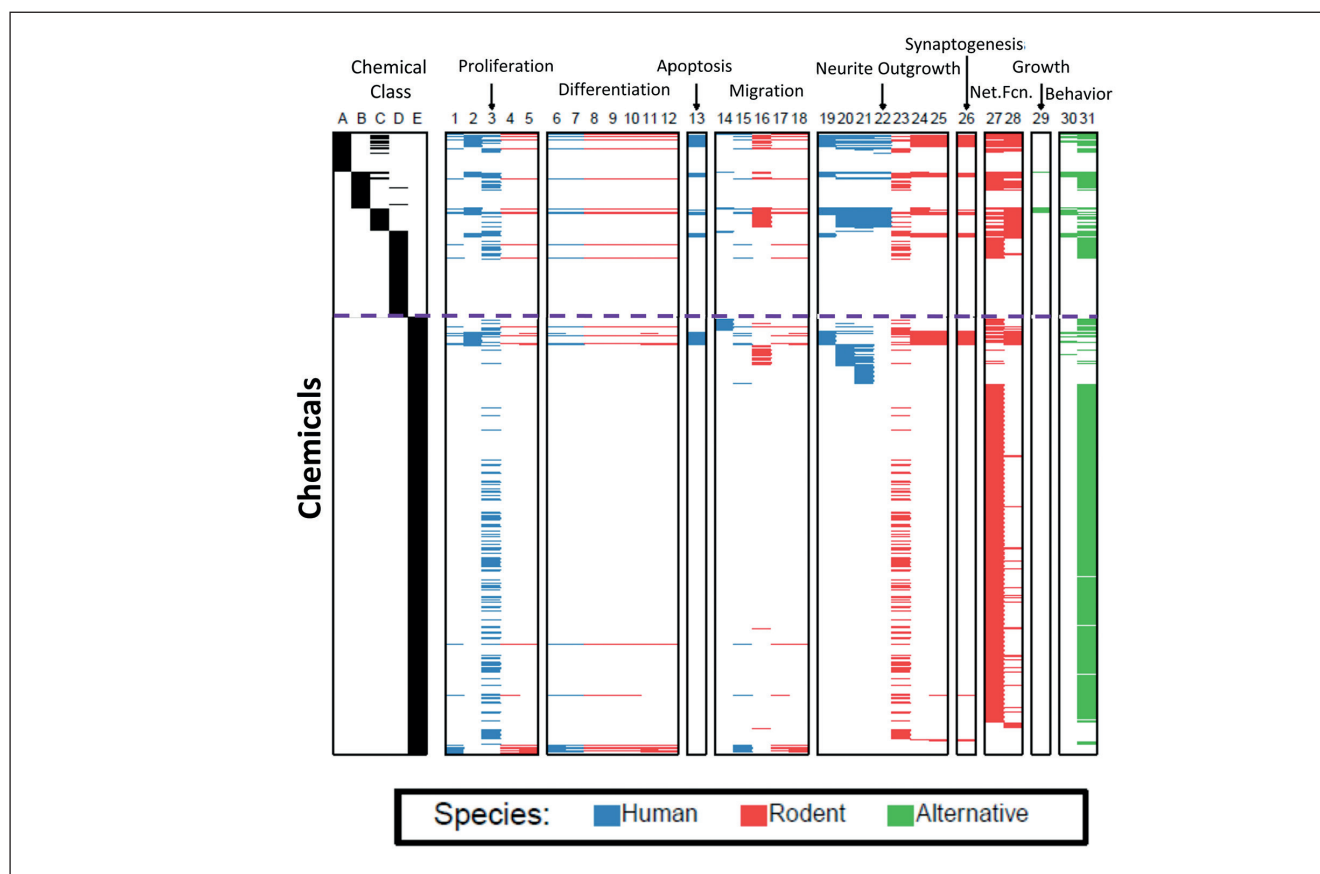 Synaptogenesis
Chemical Class
Proliferation
Apoptosis
Neurite Outgrowth
Growth
Differentiation
Migration
Net.Fcn.
Behavior
A B C D E 1 2 3 4 5 6 7 8 9 10 11 12 13 14 15 16 17 18 19 20 21 22 23 24 25 26 27 28 29 30 31
Chemicals
Species: Human Rodent Alternative